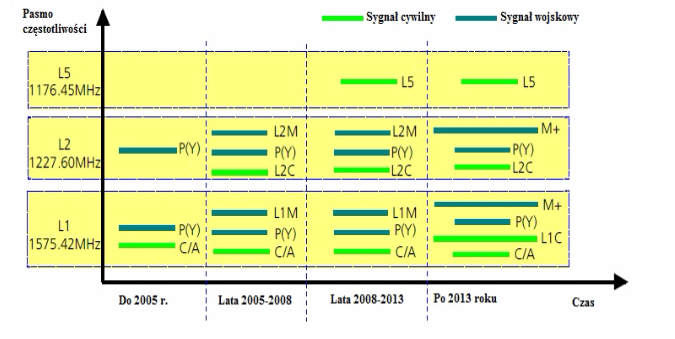 Pasmo
częstotliwości
Sygnał cywilny
Sygnał wojskowy
L5
1176.45MHz
L5
L5
L2
1227.60MHz
P(Y)
L2M
P(Y)
L2C
L2M
P(Y)
L2C
M+
P(Y)
L2C
L1
1575.42MHz
P(Y)
C/A
L1M
P(Y)
C/A
L1M
P(Y)
C/A
M+
P(Y)
L1C
C/A
Do 2005 r.
Lata 2005-2008
Lata 2008-2013
Po 2013 roku
Czas